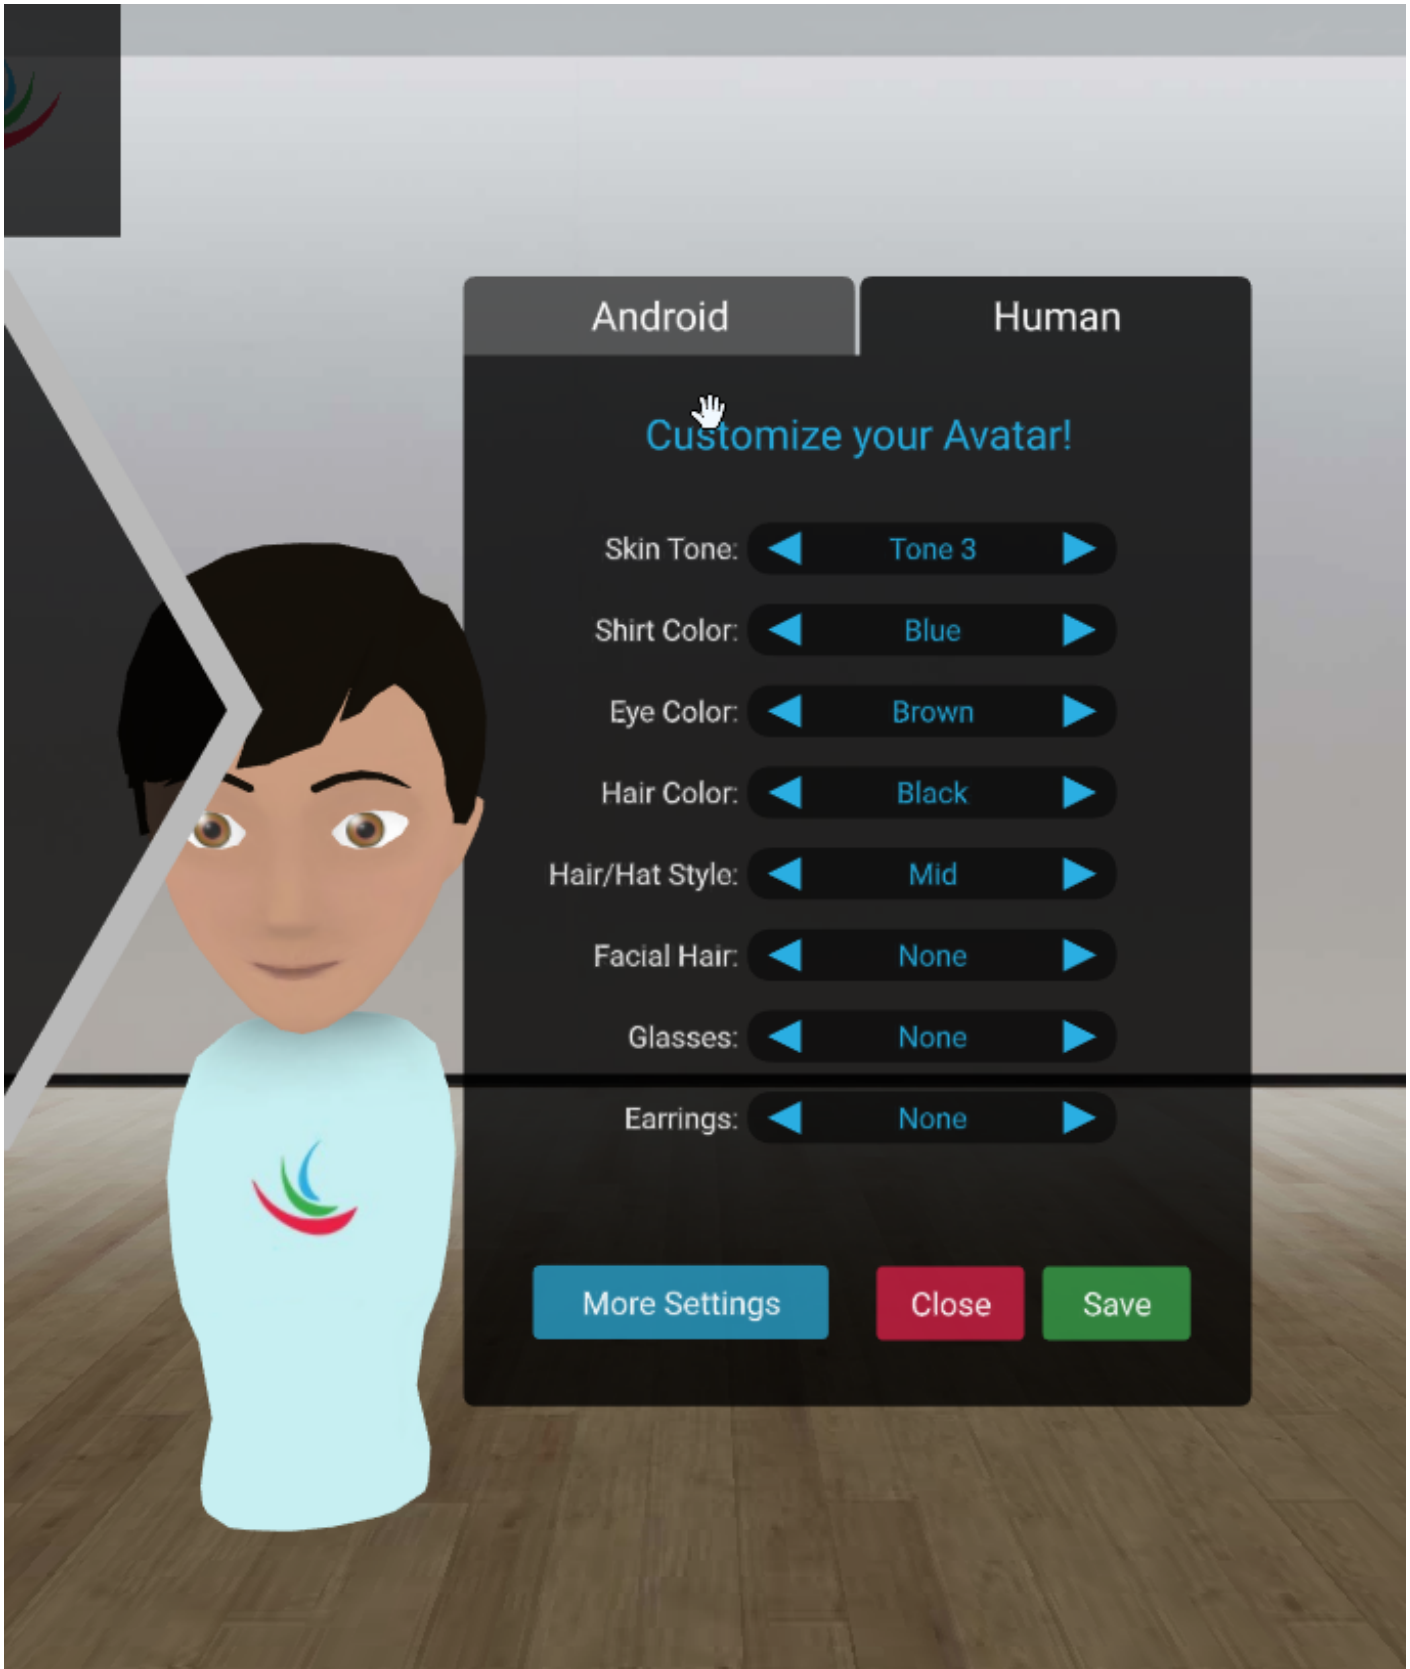 Android Human
Customize your Avatar!
Skin Tone: Tone 3
Shirt Color: Blue
Eye Color: Brown
Hair Color: Black
Hair/Hat Style: Mid
Facial Hair: None
Glasses: None
Earrings: None
More Settings Close Save